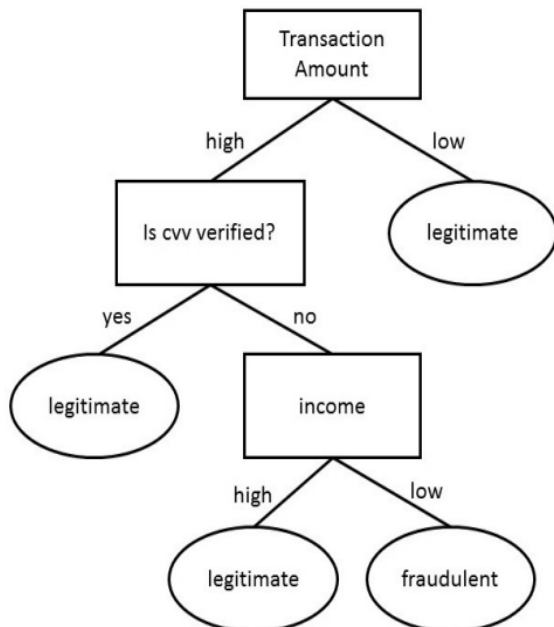 Transaction
Amount
high
low
Is cvv verified?
legitimate
yes
no
legitimate
income
high
low
legitimate
fraudulent